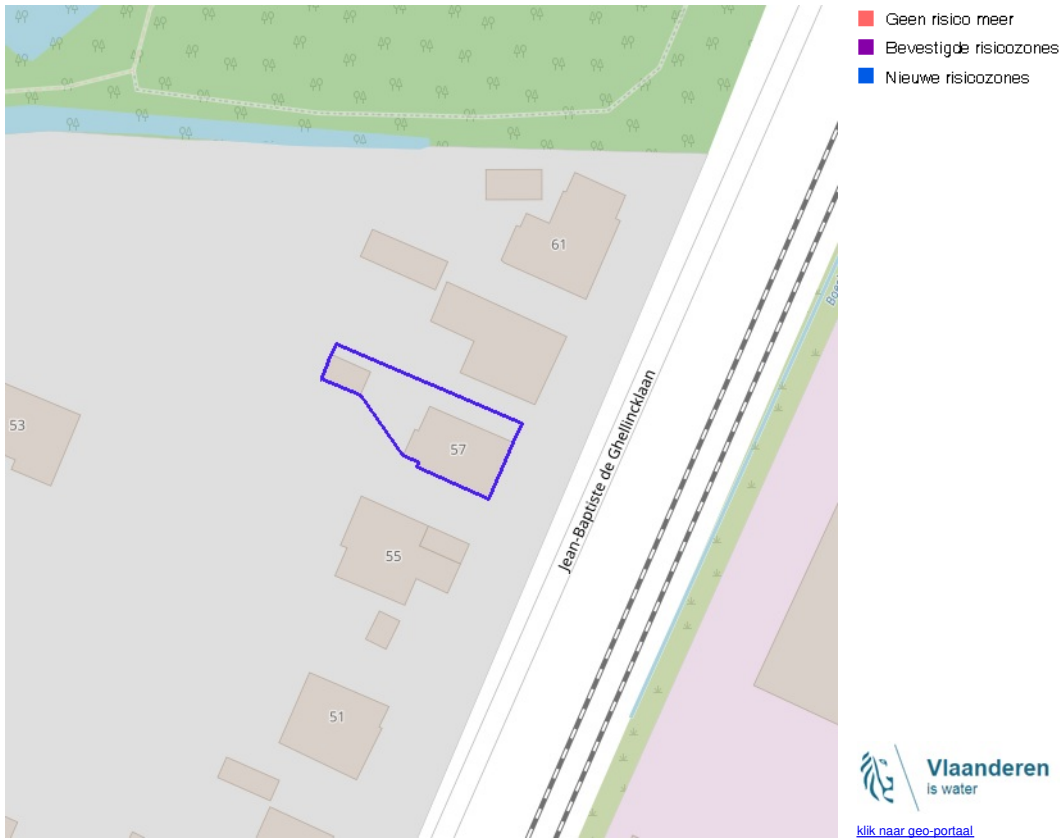 Geen risico meer
Bevestigde risicozones
Nieuwe risicozones
61
53
57
Jean-Baptiste de Ghellincklaan
55
51
Vlaanderen
is water
klik naar geo-portaal